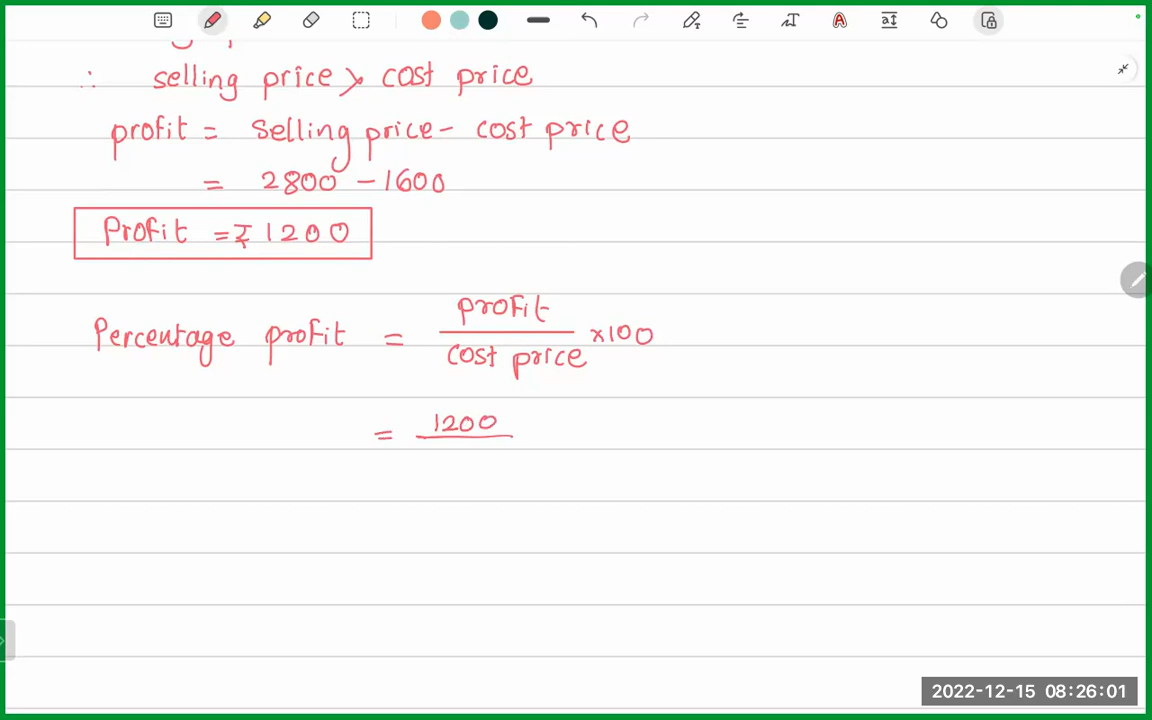 ∴ selling price > cost price
profit = selling price - cost price
= 2800 - 1600
Profit = ₹ 1200
Percentage profit = profit / cost price × 100
= 1200
2022-12-15 08:26:01